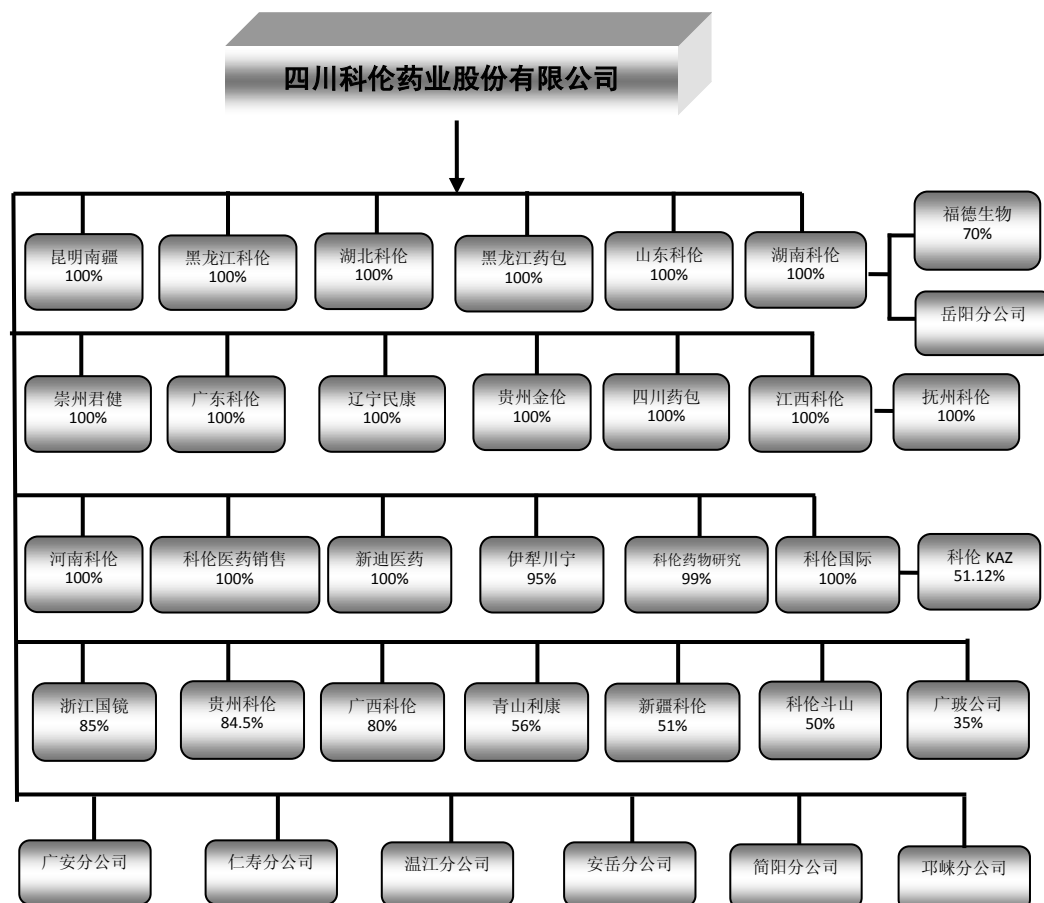 四川科伦药业股份有限公司
昆明南疆
100%
黑龙江科伦
100%
湖北科伦
100%
黑龙江药包
100%
山东科伦
100%
湖南科伦
100%
福德生物
70%
岳阳分公司
崇州君健
100%
广东科伦
100%
辽宁民康
100%
贵州金伦
100%
四川药包
100%
江西科伦
100%
抚州科伦
100%
河南科伦
100%
科伦医药销售
100%
新迪医药
100%
伊犁川宁
95%
科伦药物研究
99%
科伦国际
100%
科伦 KAZ
51.12%
浙江国镜
85%
贵州科伦
84.5%
广西科伦
80%
青山利康
56%
新疆科伦
51%
科伦斗山
50%
广玻公司
35%
广安分公司
仁寿分公司
温江分公司
安岳分公司
简阳分公司
邛崃分公司